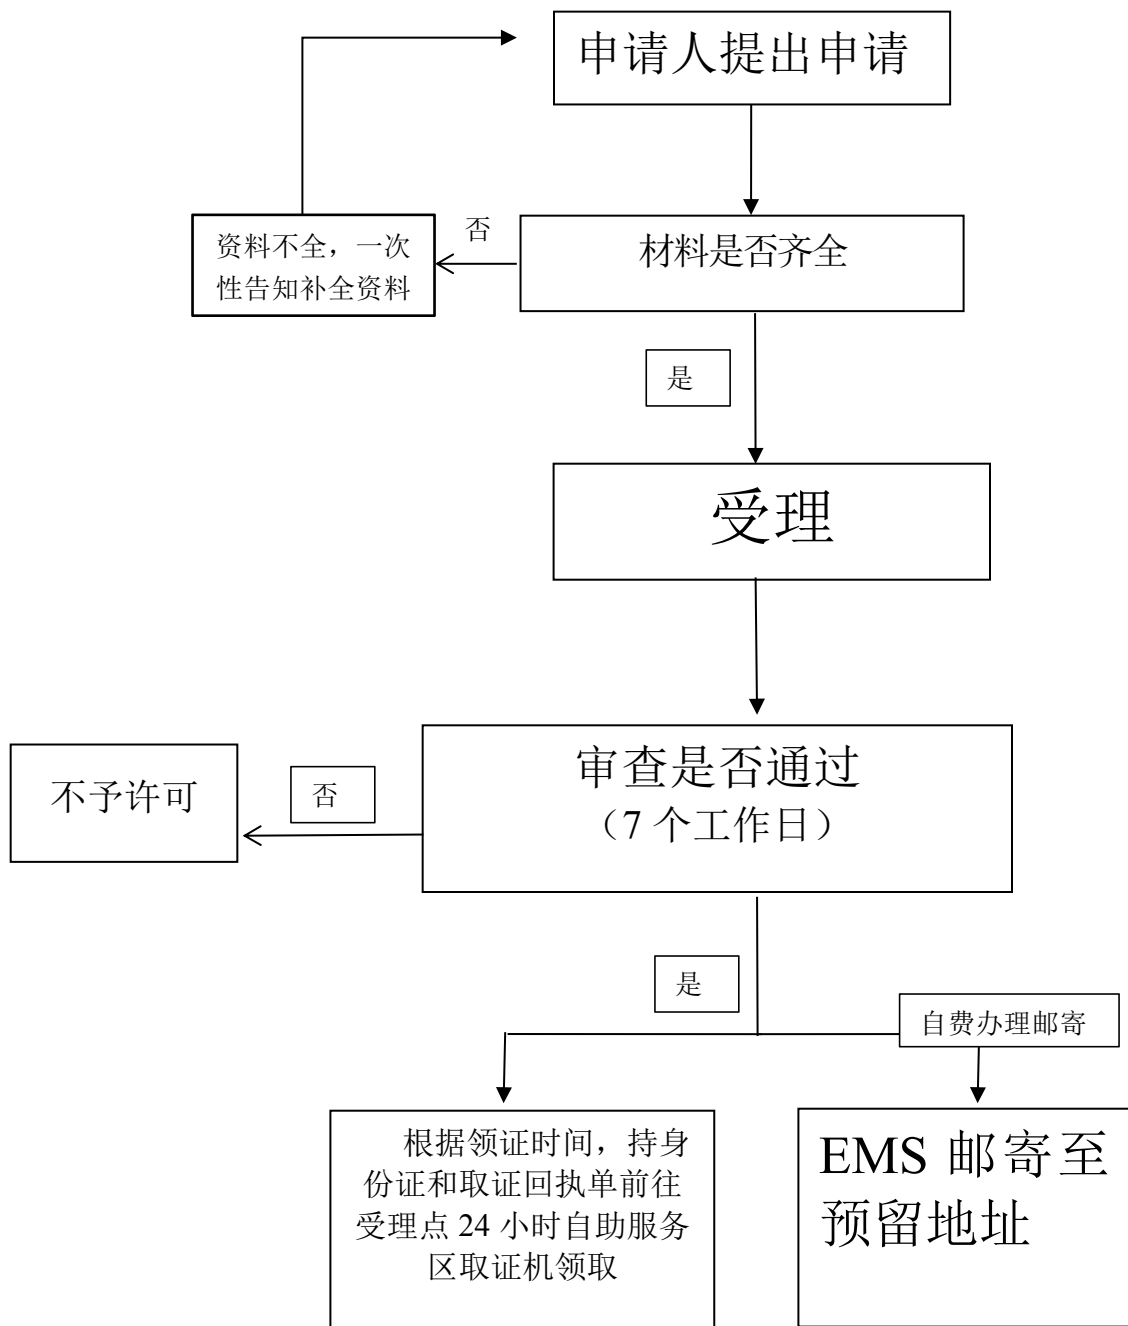 申请人提出申请
否
材料是否齐全
资料不全，一次
性告知补全资料
是
受理
审查是否通过
（7 个工作日）
否
不予许可
是
自费办理邮寄
根据领证时间，持身
份证和取证回执单前往
受理点 24 小时自助服务
区取证机领取
EMS 邮寄至
预留地址